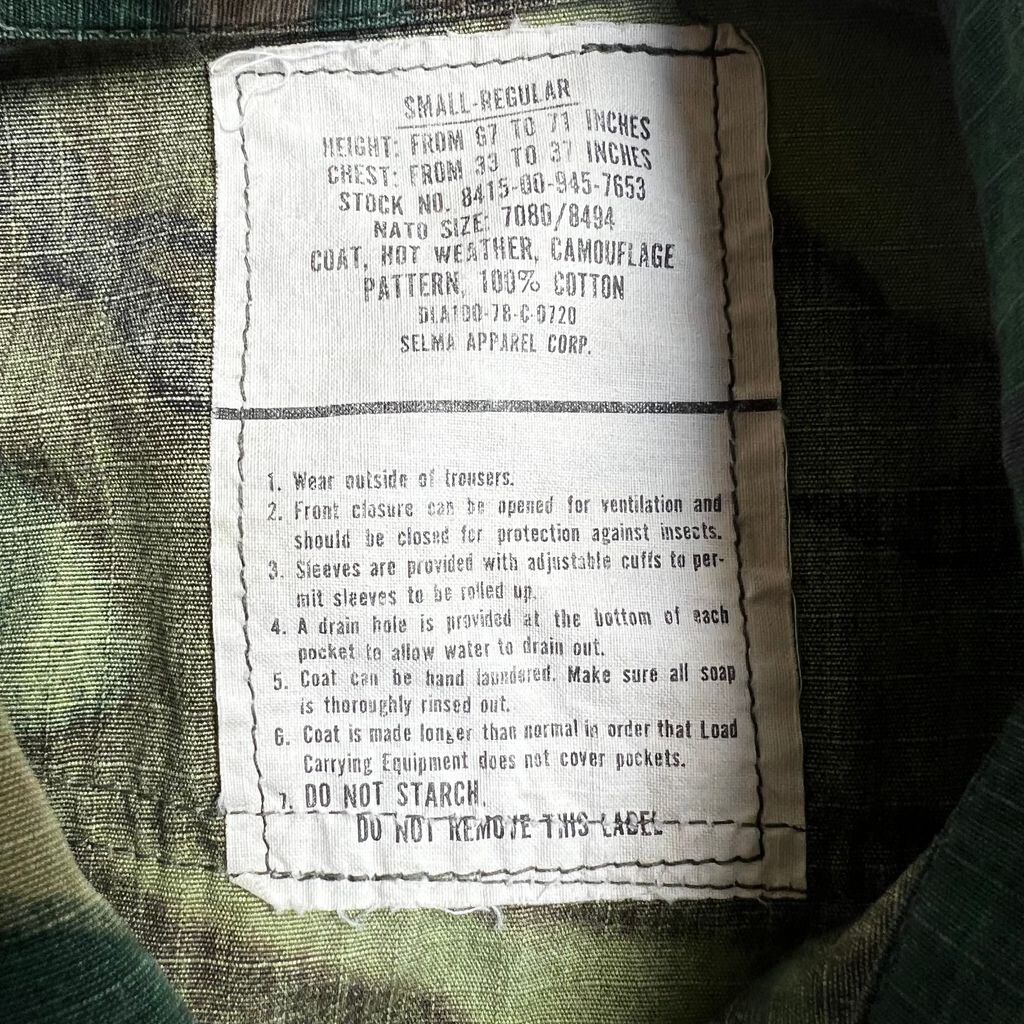 SMALL-REGULAR
HEIGHT: FROM 67 TO 71 INCHES
CHEST: FROM 33 TO 37 INCHES
STOCK NO. 8415-00-945-7653
NATO SIZE: 7080/8494
COAT, HOT WEATHER, CAMOUFLAGE
PATTERN, 100% COTTON
DLA100-78-C-0720
SELMA APPAREL CORP.
1. Wear outside of trousers.
2. Front closure can be opened for ventilation and
should be closed for protection against insects.
3. Sleeves are provided with adjustable cuffs to per-
mit sleeves to be rolled up.
4. A drain hole is provided at the bottom of each
pocket to allow water to drain out.
5. Coat can be hand laundered. Make sure all soap
is thoroughly rinsed out.
6. Coat is made longer than normal in order that Load
Carrying Equipment does not cover pockets.
7. DO NOT STARCH.
DO NOT REMOVE THIS LABEL